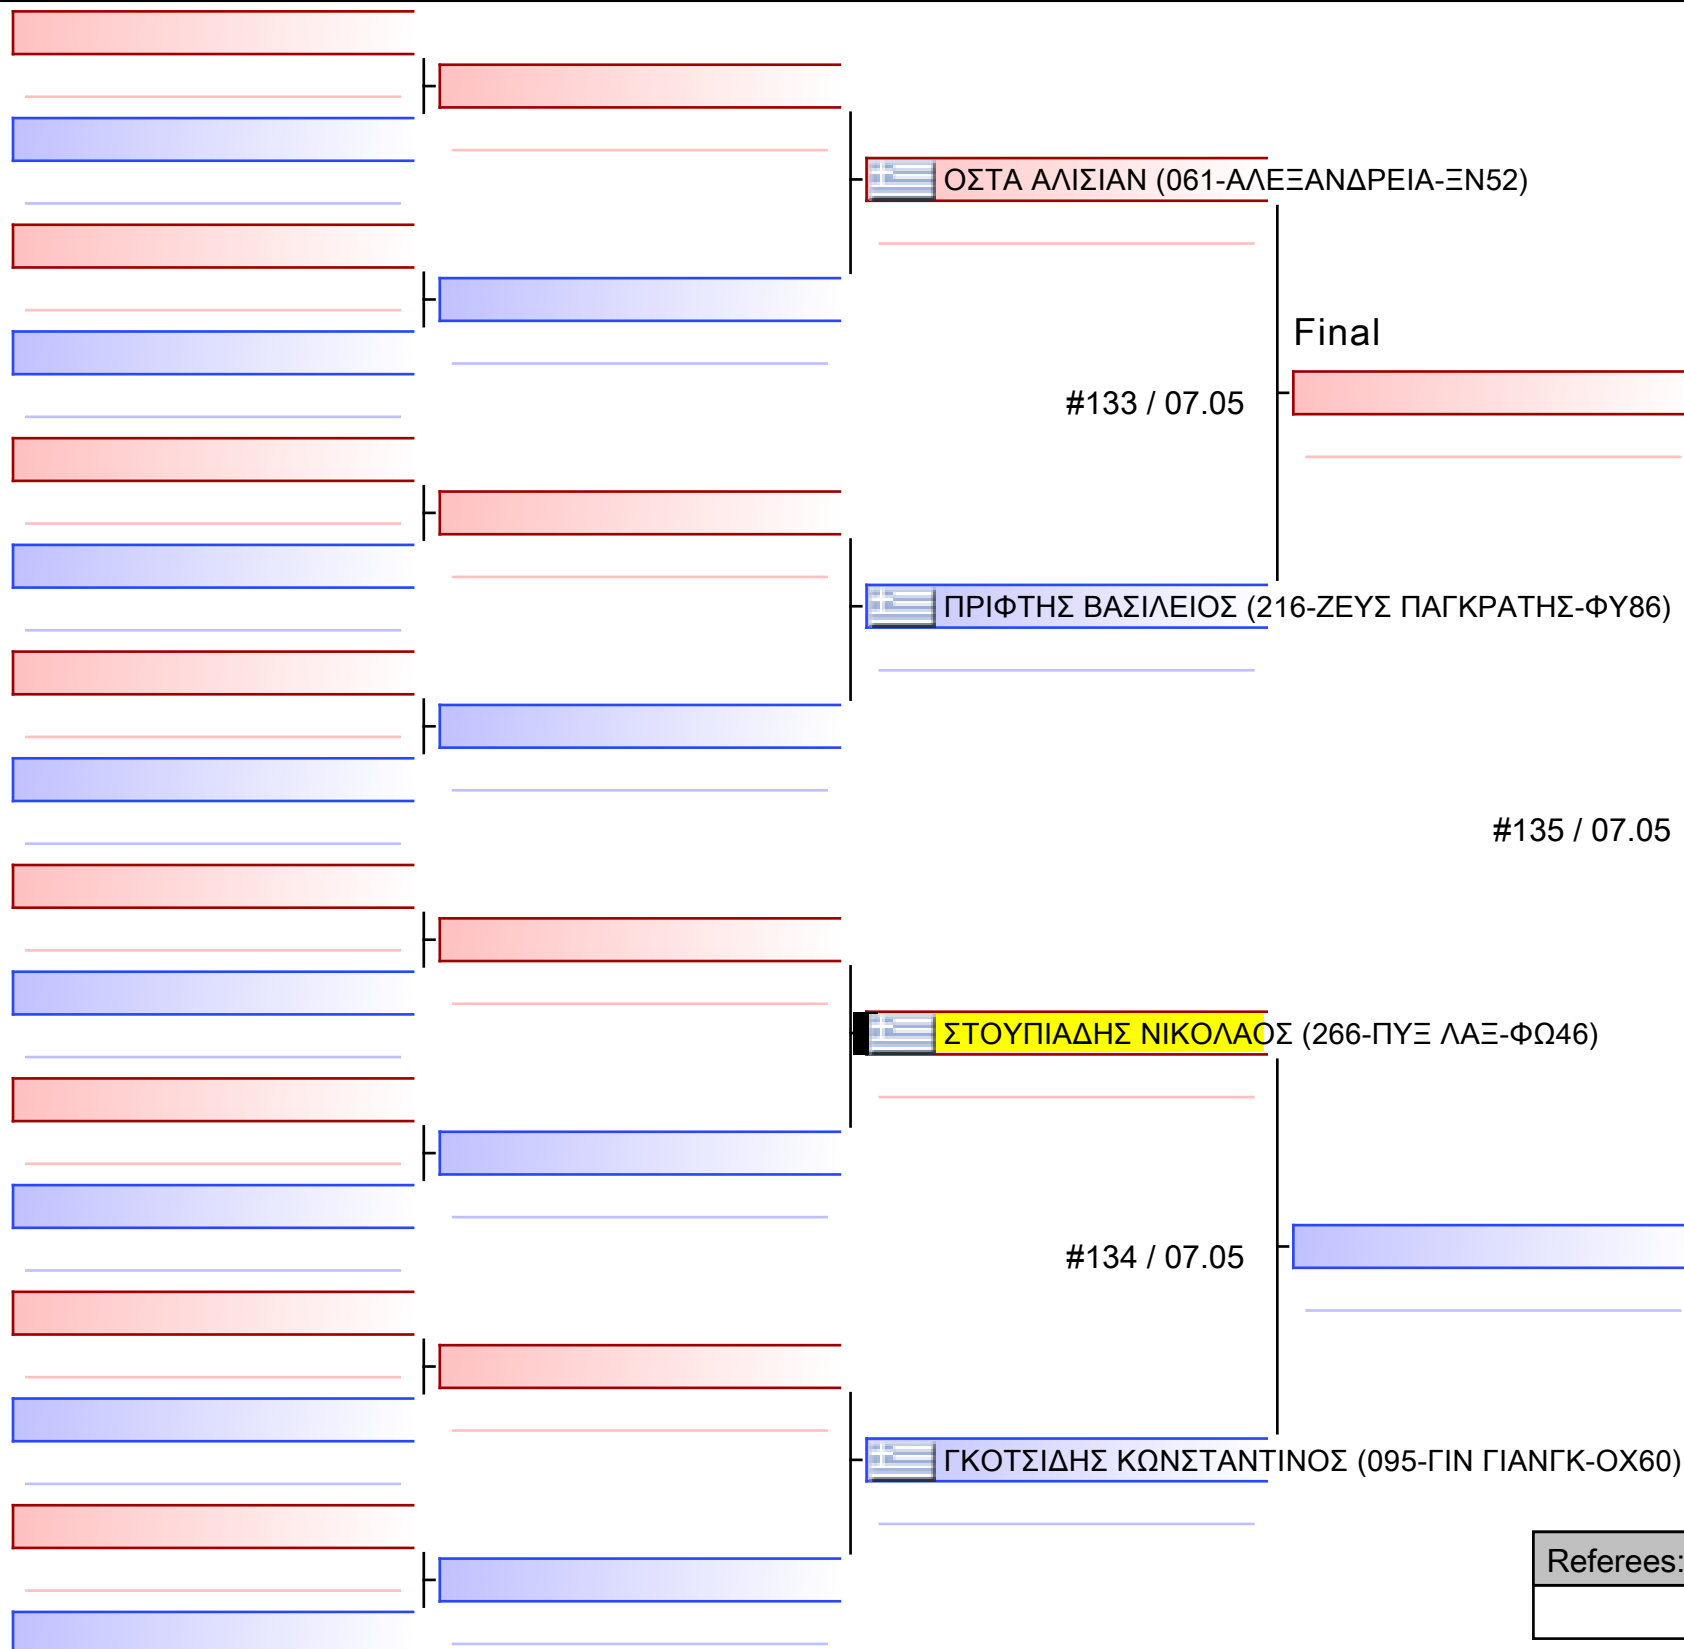 ΟΣΤΑ ΑΛΙΣΙΑΝ (061-ΑΛΕΞΑΝΔΡΕΙΑ-ΞΝ52)
Final
#133 / 07.05
ΠΡΙΦΤΗΣ ΒΑΣΙΛΕΙΟΣ (216-ΖΕΥΣ ΠΑΓΚΡΑΤΗΣ-ΦΥ86)
#135 / 07.05
ΣΤΟΥΠΙΑΔΗΣ ΝΙΚΟΛΑΟΣ (266-ΠΥΞ ΛΑΞ-ΦΩ46)
#134 / 07.05
ΓΚΟΤΣΙΔΗΣ ΚΩΝΣΤΑΝΤΙΝΟΣ (095-ΓΙΝ ΓΙΑΝΓΚ-ΟΧ60)
Referees: